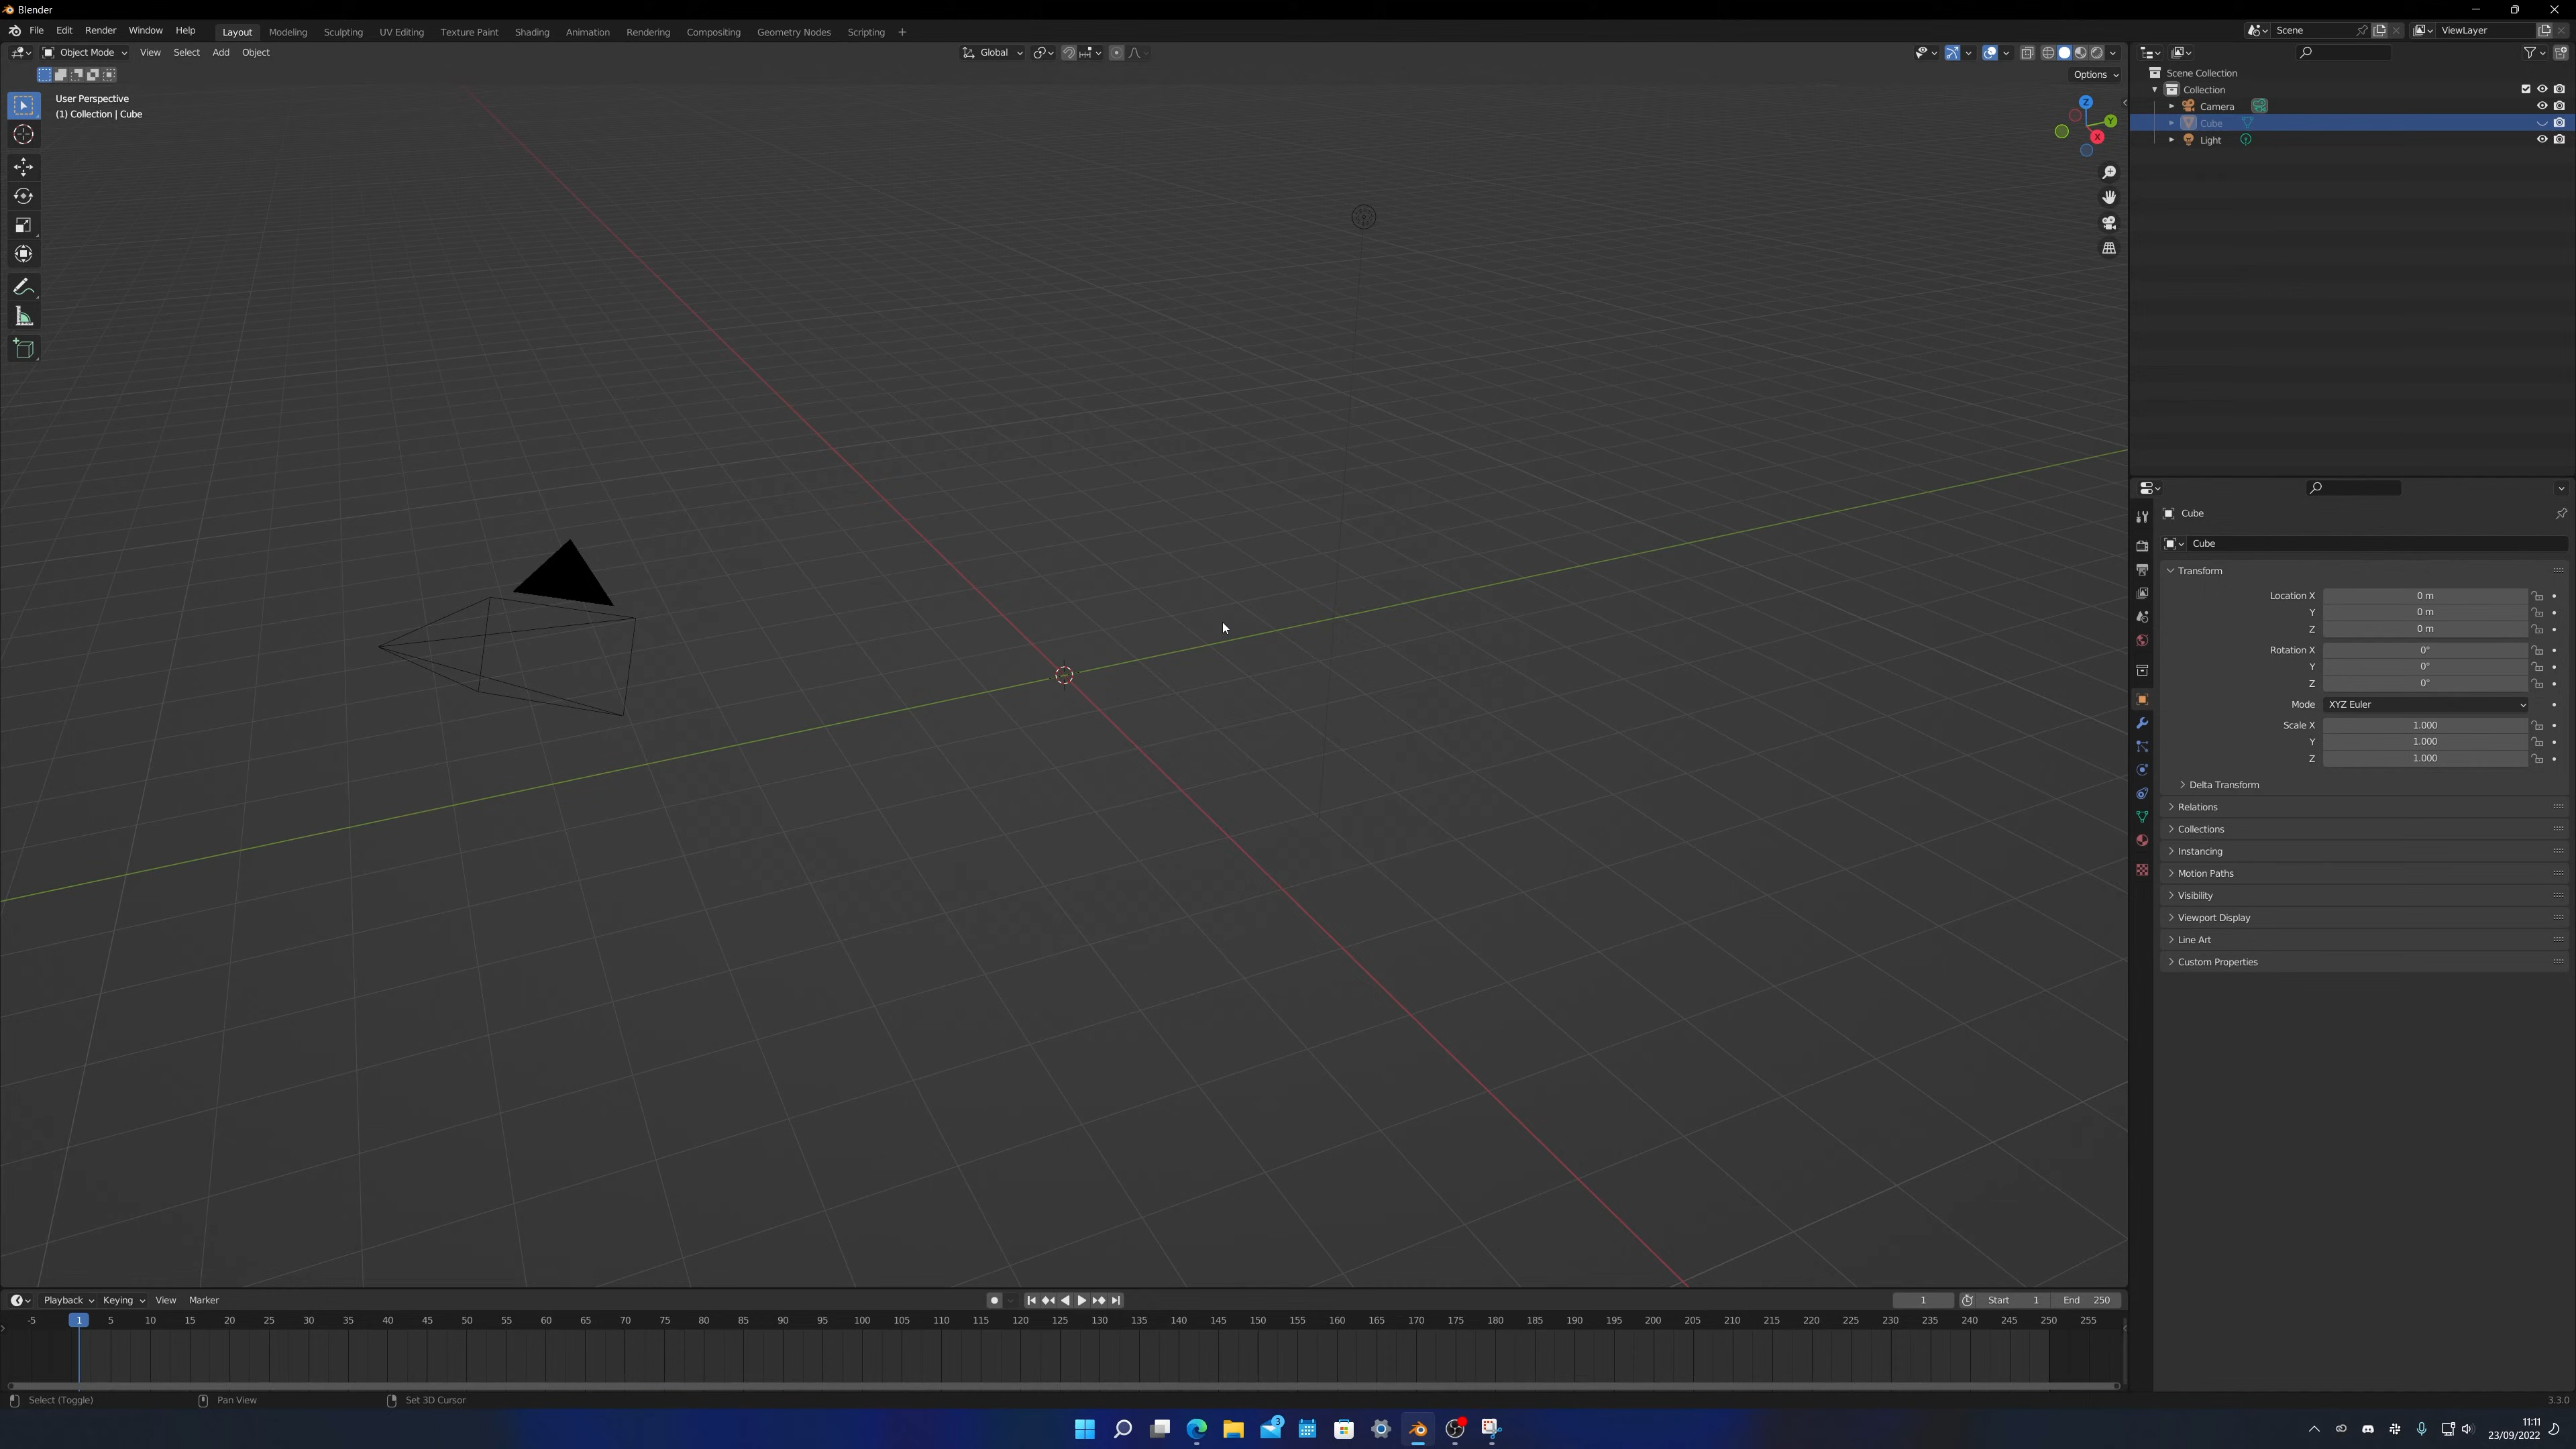 Blender
File Edit Render Window Help Layout Modeling Sculpting UV Editing Texture Paint Shading Animation Rendering Compositing Geometry Nodes Scripting + Scene ViewLayer
Object Mode View Select Add Object Global
Options
User Perspective
(1) Collection | Cube
Z
Y
X
Scene Collection
Collection
Camera
Cube
Light
Cube
Cube
Transform
Location X 0 m
Y 0 m
Z 0 m
Rotation X 0°
Y 0°
Z 0°
Mode XYZ Euler
Scale X 1.000
Y 1.000
Z 1.000
Delta Transform
Relations
Collections
Instancing
Motion Paths
Visibility
Viewport Display
Line Art
Custom Properties
Playback Keying View Marker 1 Start 1 End 250
-5 1 5 10 15 20 25 30 35 40 45 50 55 60 65 70 75 80 85 90 95 100 105 110 115 120 125 130 135 140 145 150 155 160 165 170 175 180 185 190 195 200 205 210 215 220 225 230 235 240 245 250 255
Select (Toggle) Pan View Set 3D Cursor 3.3.0
3
11:11
23/09/2022